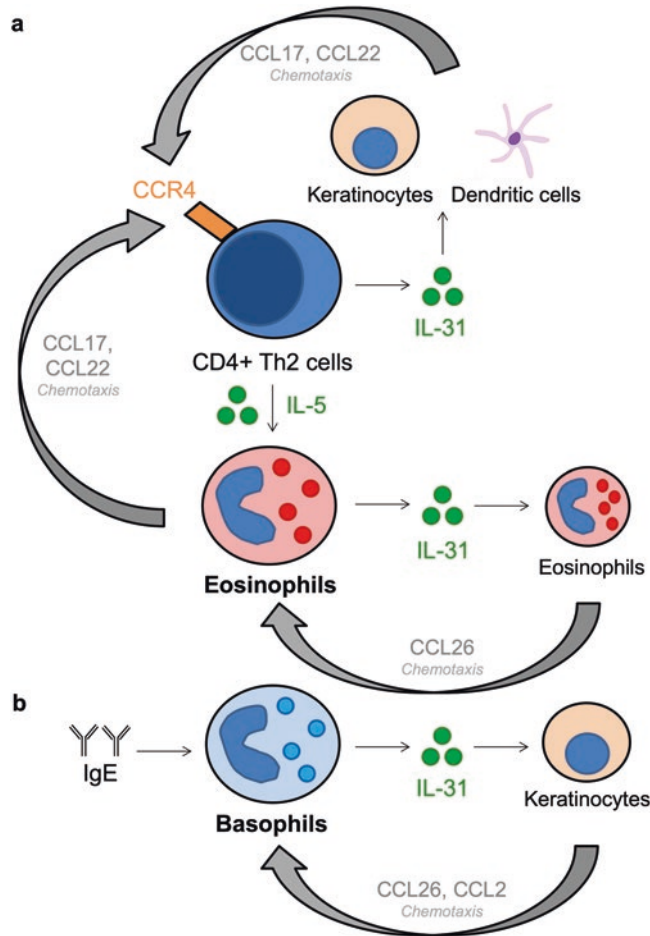 a
CCL17, CCL22
Chemotaxis
Keratinocytes
Dendritic cells
CCR4
IL-31
CCL17,
CCL22
Chemotaxis
CD4+ Th2 cells
IL-5
IL-31
Eosinophils
Eosinophils
CCL26
Chemotaxis
b
IgE
IL-31
Keratinocytes
Basophils
CCL26, CCL2
Chemotaxis